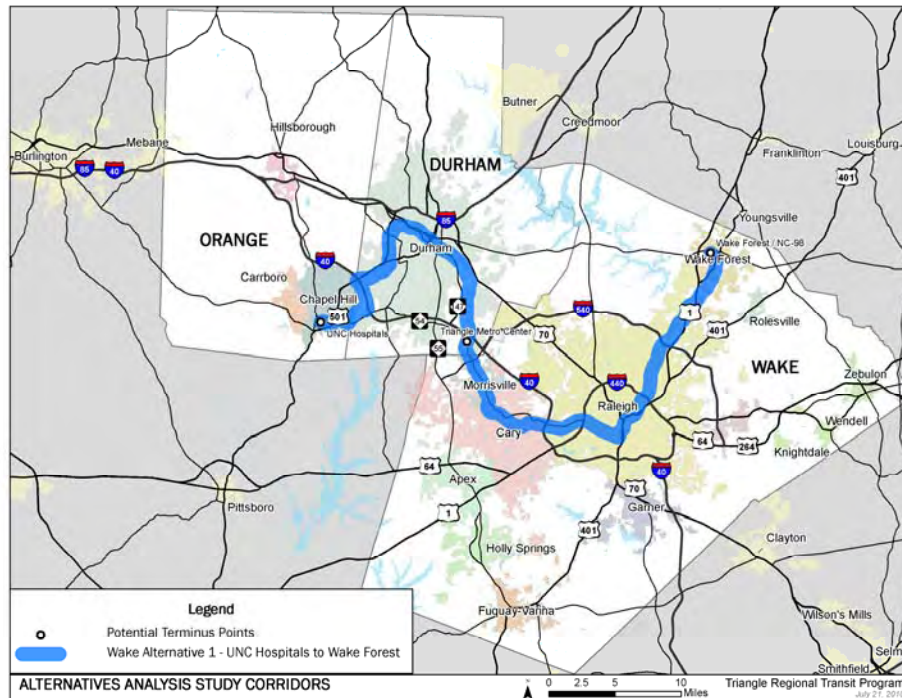 Butner
Creedmoor
Hillsborough
Mebane
Burlington
85
40
DURHAM
Franklinton
Louisburg
401
Youngsville
85
ORANGE
Durham
Wake Forest / NC-98
Wake Forest
40
Carrboro
Chapel Hill
501
UNC Hospitals
54
147
55
Triangle Metro Center
540
70
1
401
Rolesville
WAKE
Morrisville
40
440
Raleigh
Zebulon
Wendell
Cary
64
264
Knightdale
64
Apex
40
70
Garner
Pittsboro
1
401
Clayton
Holly Springs
Fuquay-Varina
Wilson's Mills
Selm
Smithfield
Legend
Potential Terminus Points
Wake Alternative 1 - UNC Hospitals to Wake Forest
ALTERNATIVES ANALYSIS STUDY CORRIDORS
N
0 2.5 5 10
Miles
Triangle Regional Transit Program